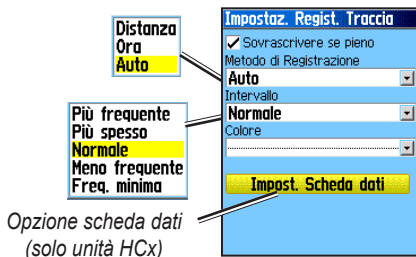 Distanza
Ora
Auto
Più frequente
Più spesso
Normale
Meno frequente
Freq. minima
Opzione scheda dati
(solo unità HCx)
Impostaz. Regist. Traccia
Sovrascrivere se pieno
Metodo di Registrazione
Auto
Intervallo
Normale
Colore
Impost. Scheda dati